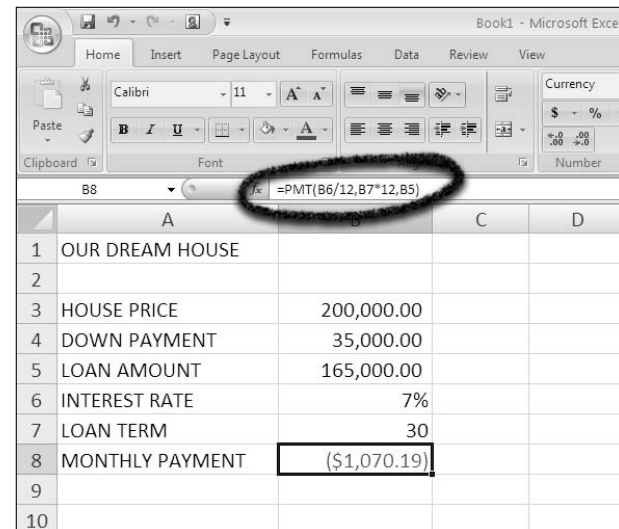 Book1 - Microsoft Exce
Home Insert Page Layout Formulas Data Review View
Paste
Calibri 11 A A
Currency
B I U A
$ %
Clipboard Font Number
B8 fx =PMT(B6/12,B7*12,B5)
A B C D
1 OUR DREAM HOUSE
2
3 HOUSE PRICE 200,000.00
4 DOWN PAYMENT 35,000.00
5 LOAN AMOUNT 165,000.00
6 INTEREST RATE 7%
7 LOAN TERM 30
8 MONTHLY PAYMENT ($1,070.19)
9
10